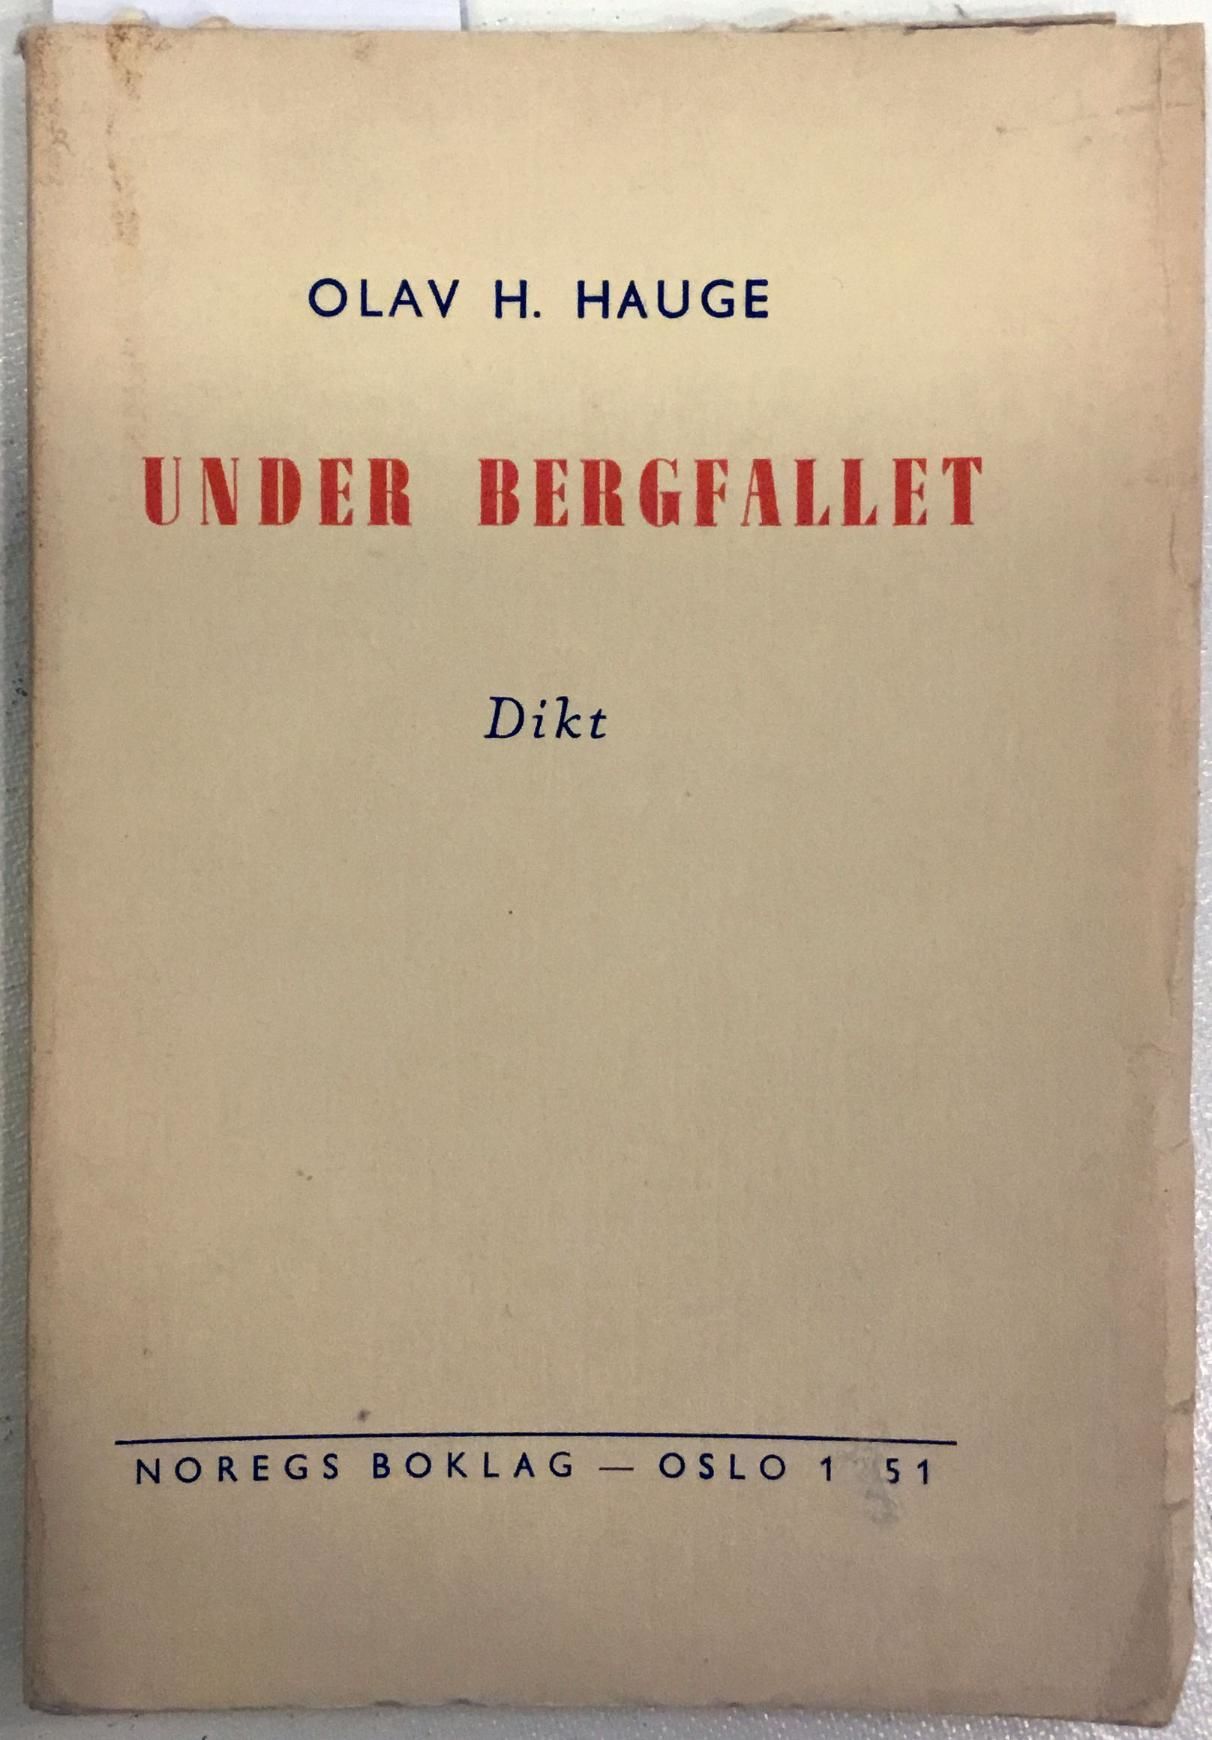 OLAV H. HAUGE
UNDER BERGFALLET
Dikt
NOREGS BOKLAG — OSLO 1 51